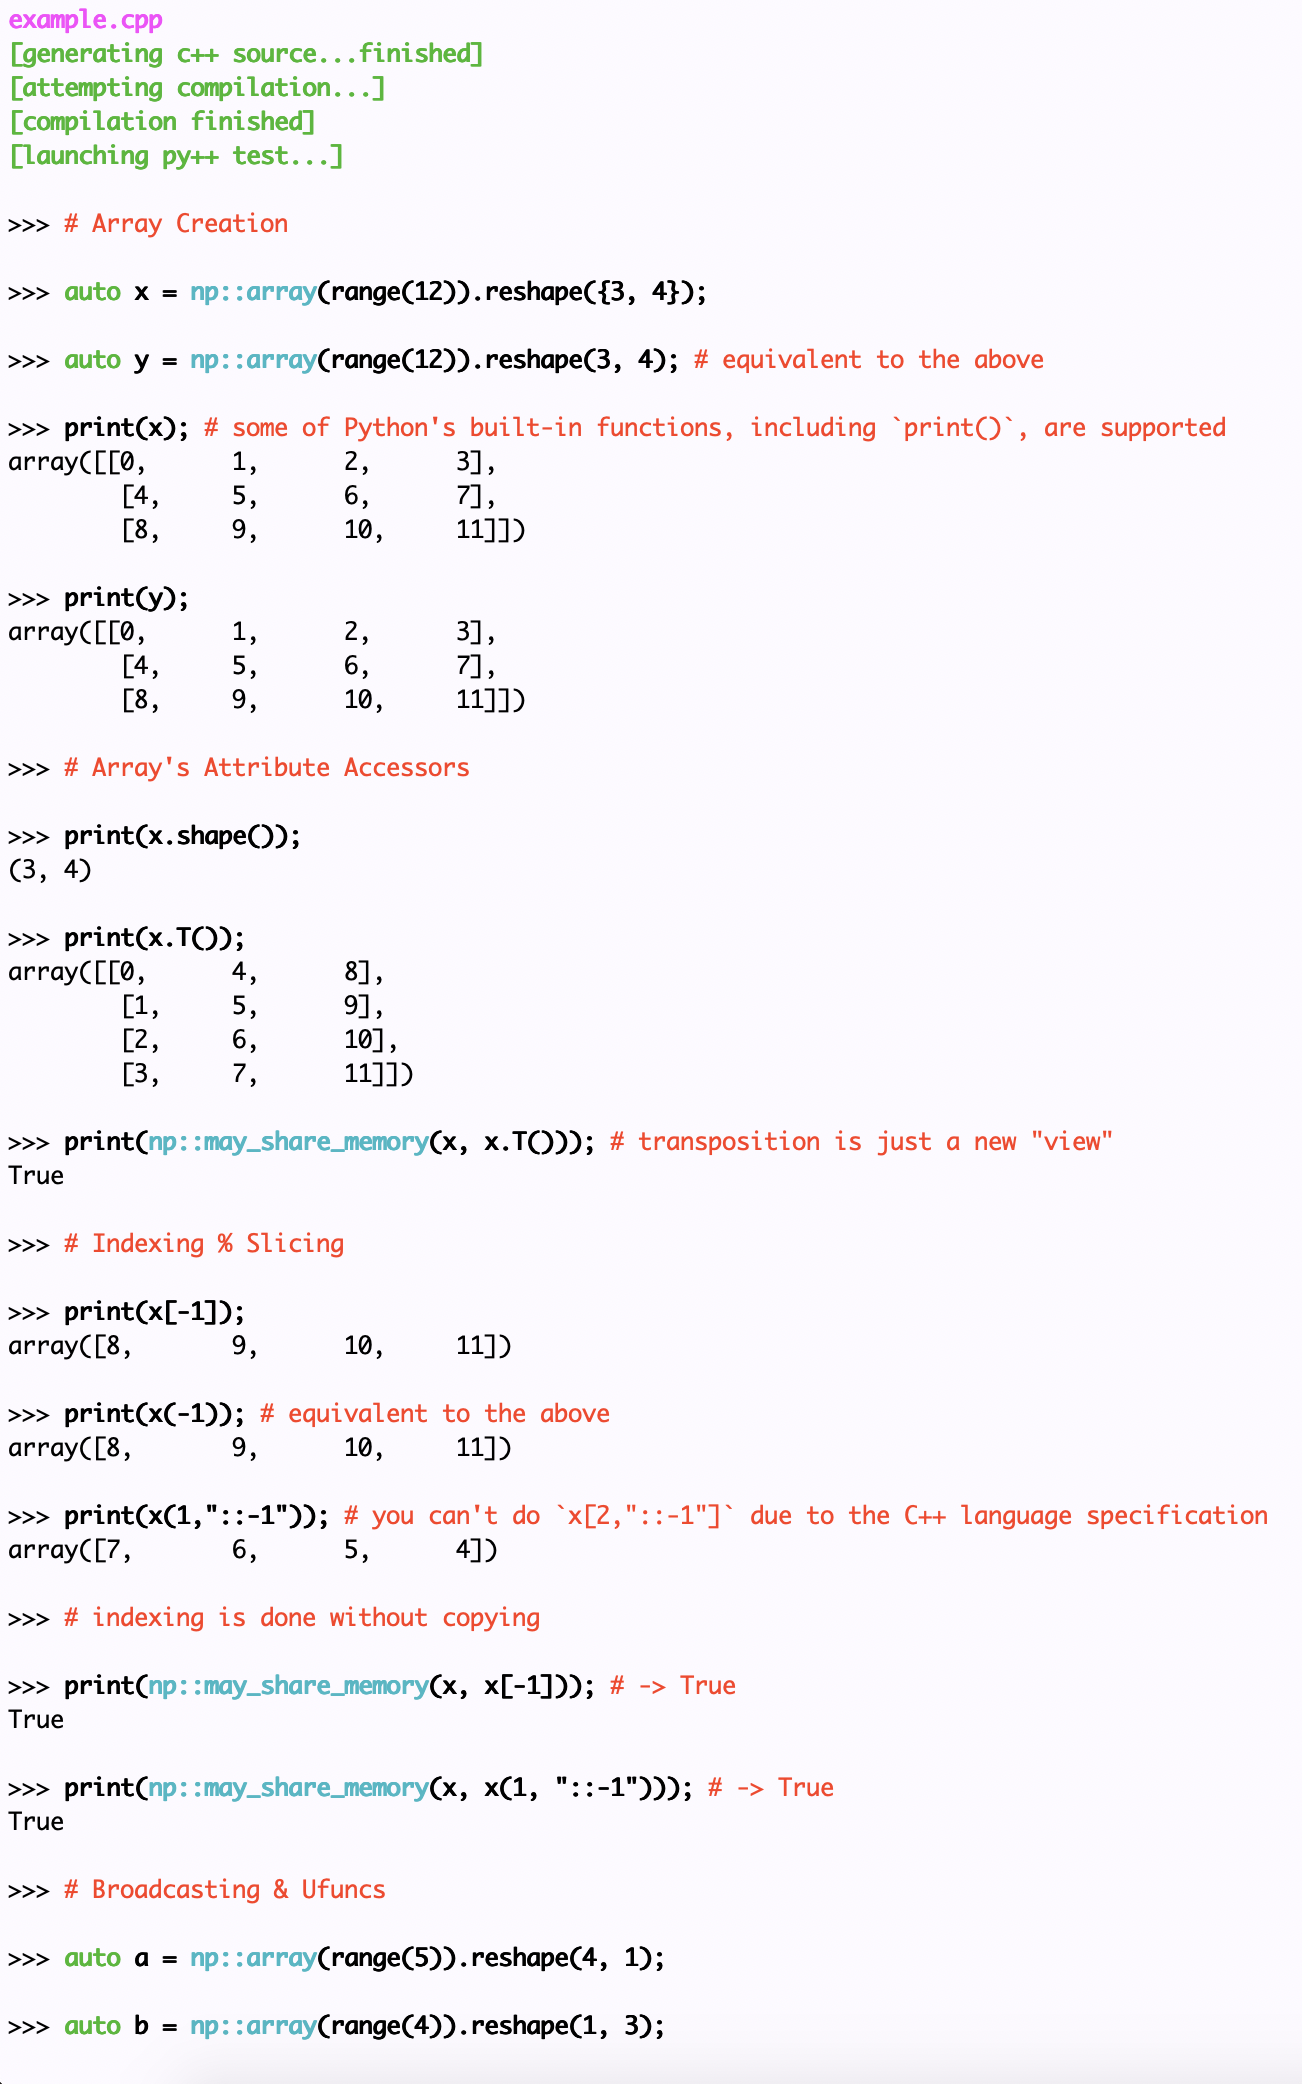 example.cpp
[generating c++ source...finished]
[attempting compilation...]
[compilation finished]
[launching py++ test...]
>>> # Array Creation
>>> auto x = np::array(range(12)).reshape({3, 4});
>>> auto y = np::array(range(12)).reshape(3, 4); # equivalent to the above
>>> print(x); # some of Python's built-in functions, including `print()`, are supported
array([[0,      1,      2,      3],
        [4,     5,      6,      7],
        [8,     9,      10,     11]])
>>> print(y);
array([[0,      1,      2,      3],
        [4,     5,      6,      7],
        [8,     9,      10,     11]])
>>> # Array's Attribute Accessors
>>> print(x.shape());
(3, 4)
>>> print(x.T());
array([[0,      4,      8],
        [1,     5,      9],
        [2,     6,      10],
        [3,     7,      11]])
>>> print(np::may_share_memory(x, x.T())); # transposition is just a new "view"
True
>>> # Indexing % Slicing
>>> print(x[-1]);
array([8,       9,      10,     11])
>>> print(x(-1)); # equivalent to the above
array([8,       9,      10,     11])
>>> print(x(1,"::-1")); # you can't do `x[2,"::-1"]` due to the C++ language specification
array([7,       6,      5,      4])
>>> # indexing is done without copying
>>> print(np::may_share_memory(x, x[-1])); # -> True
True
>>> print(np::may_share_memory(x, x(1, "::-1"))); # -> True
True
>>> # Broadcasting & Ufuncs
>>> auto a = np::array(range(5)).reshape(4, 1);
>>> auto b = np::array(range(4)).reshape(1, 3);